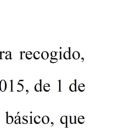 ra recogido,
015, de 1 de
básico, que